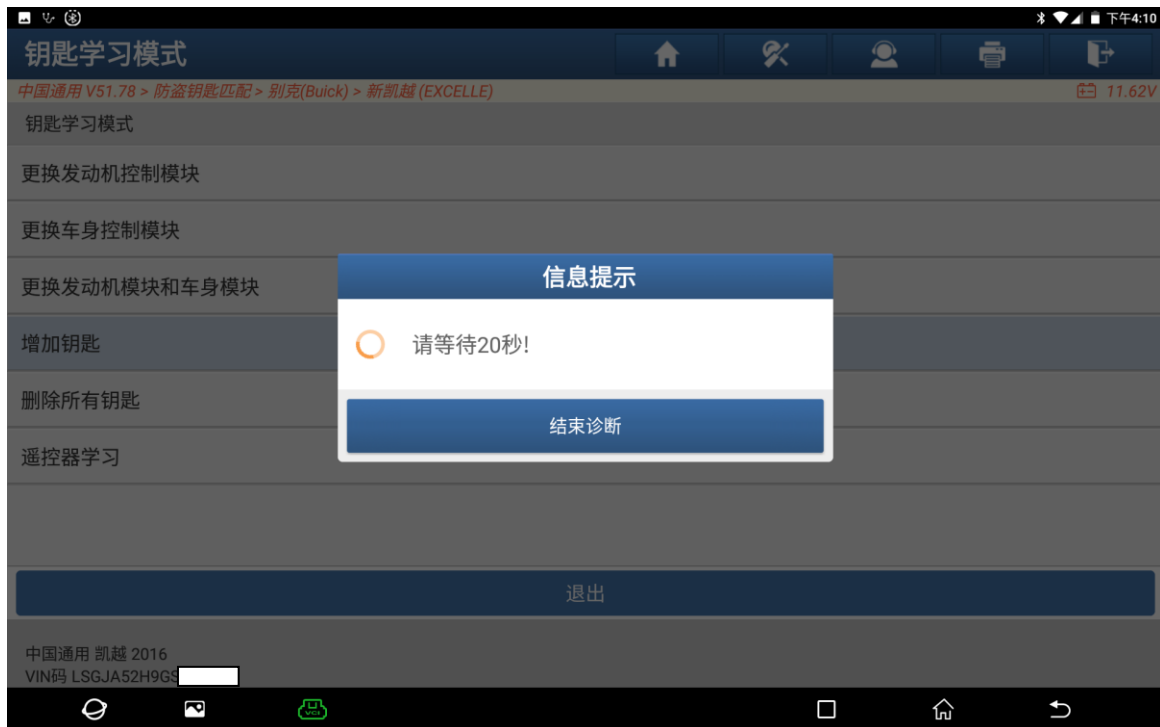 下午4:10
钥匙学习模式
中国通用 V51.78 > 防盗钥匙匹配 > 别克(Buick) > 新凯越 (EXCELLE)
11.62V
钥匙学习模式
更换发动机控制模块
更换车身控制模块
更换发动机模块和车身模块
增加钥匙
删除所有钥匙
遥控器学习
信息提示
请等待20秒!
结束诊断
退出
中国通用 凯越 2016
VIN码 LSGJA52H9GS
VCI